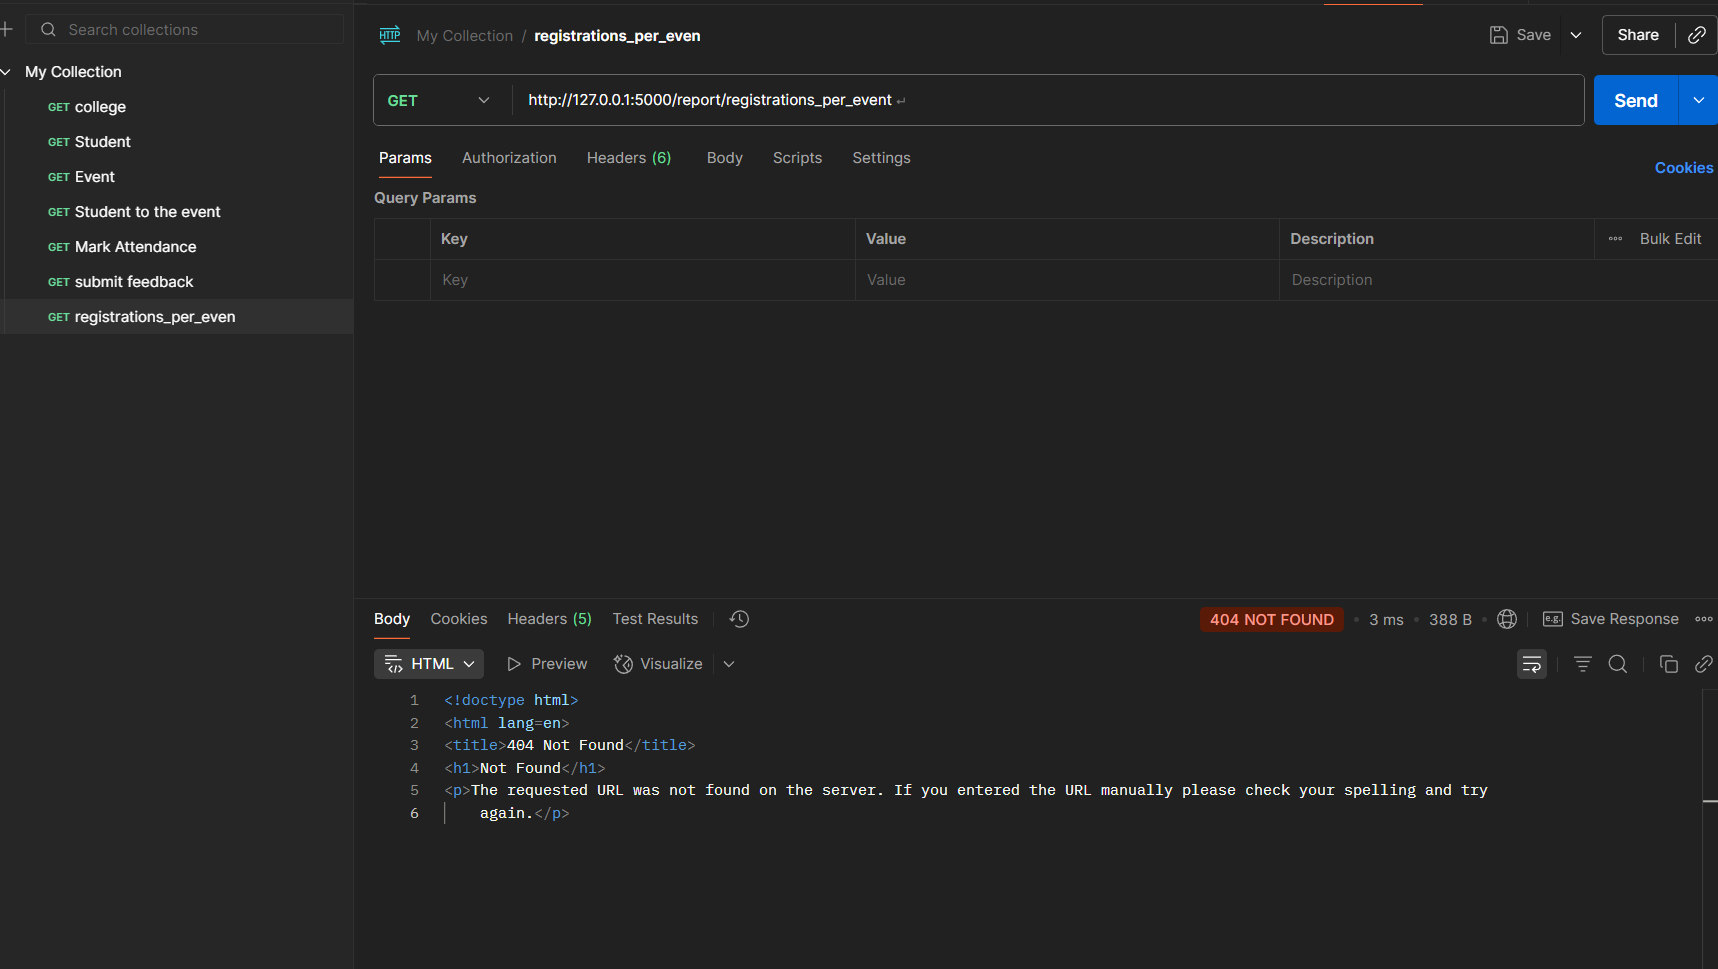 Search collections
My Collection
GET college
GET Student
GET Event
GET Student to the event
GET Mark Attendance
GET submit feedback
GET registrations_per_even
HTTP My Collection / registrations_per_even
Save
Share
GET http://127.0.0.1:5000/report/registrations_per_event ↵
Send
Params Authorization Headers (6) Body Scripts Settings
Cookies
Query Params
Key Value Description Bulk Edit
Key Value Description
Body Cookies Headers (5) Test Results
404 NOT FOUND • 3 ms • 388 B • e.g. Save Response
HTML Preview Visualize
1 <!doctype html>
2 <html lang=en>
3 <title>404 Not Found</title>
4 <h1>Not Found</h1>
5 <p>The requested URL was not found on the server. If you entered the URL manually please check your spelling and try
6 again.</p>